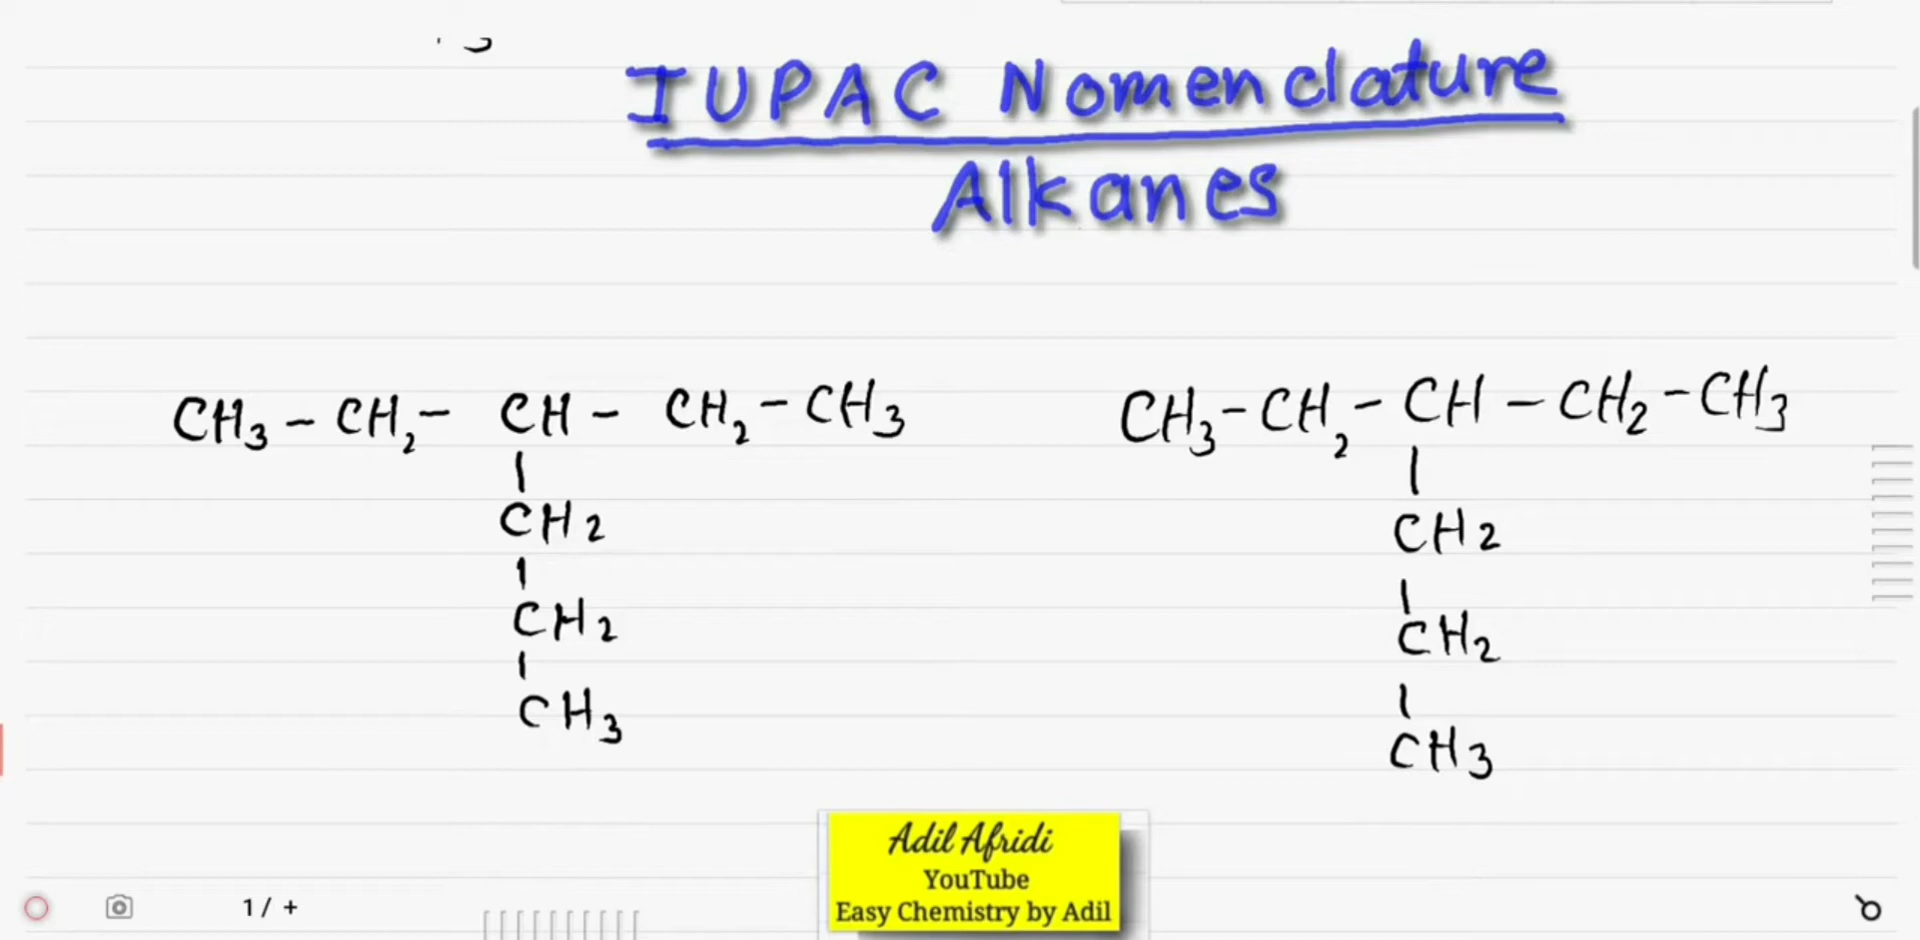 IUPAC Nomenclature
Alkanes
CH₃ – CH₂ – CH – CH₂ – CH₃
|
CH₂
|
CH₂
|
CH₃
CH₃ – CH₂ – CH – CH₂ – CH₃
|
CH₂
|
CH₂
|
CH₃
Adil Afridi
YouTube
Easy Chemistry by Adil
1 / +